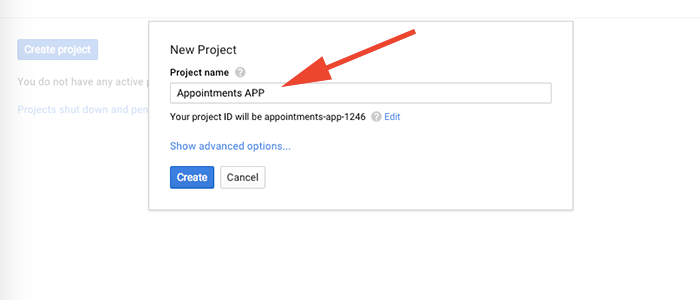 Create project
You do not have any active p
Projects shut down and pen
New Project
Project name ?
Appointments APP
Your project ID will be appointments-app-1246 ? Edit
Show advanced options...
Create Cancel